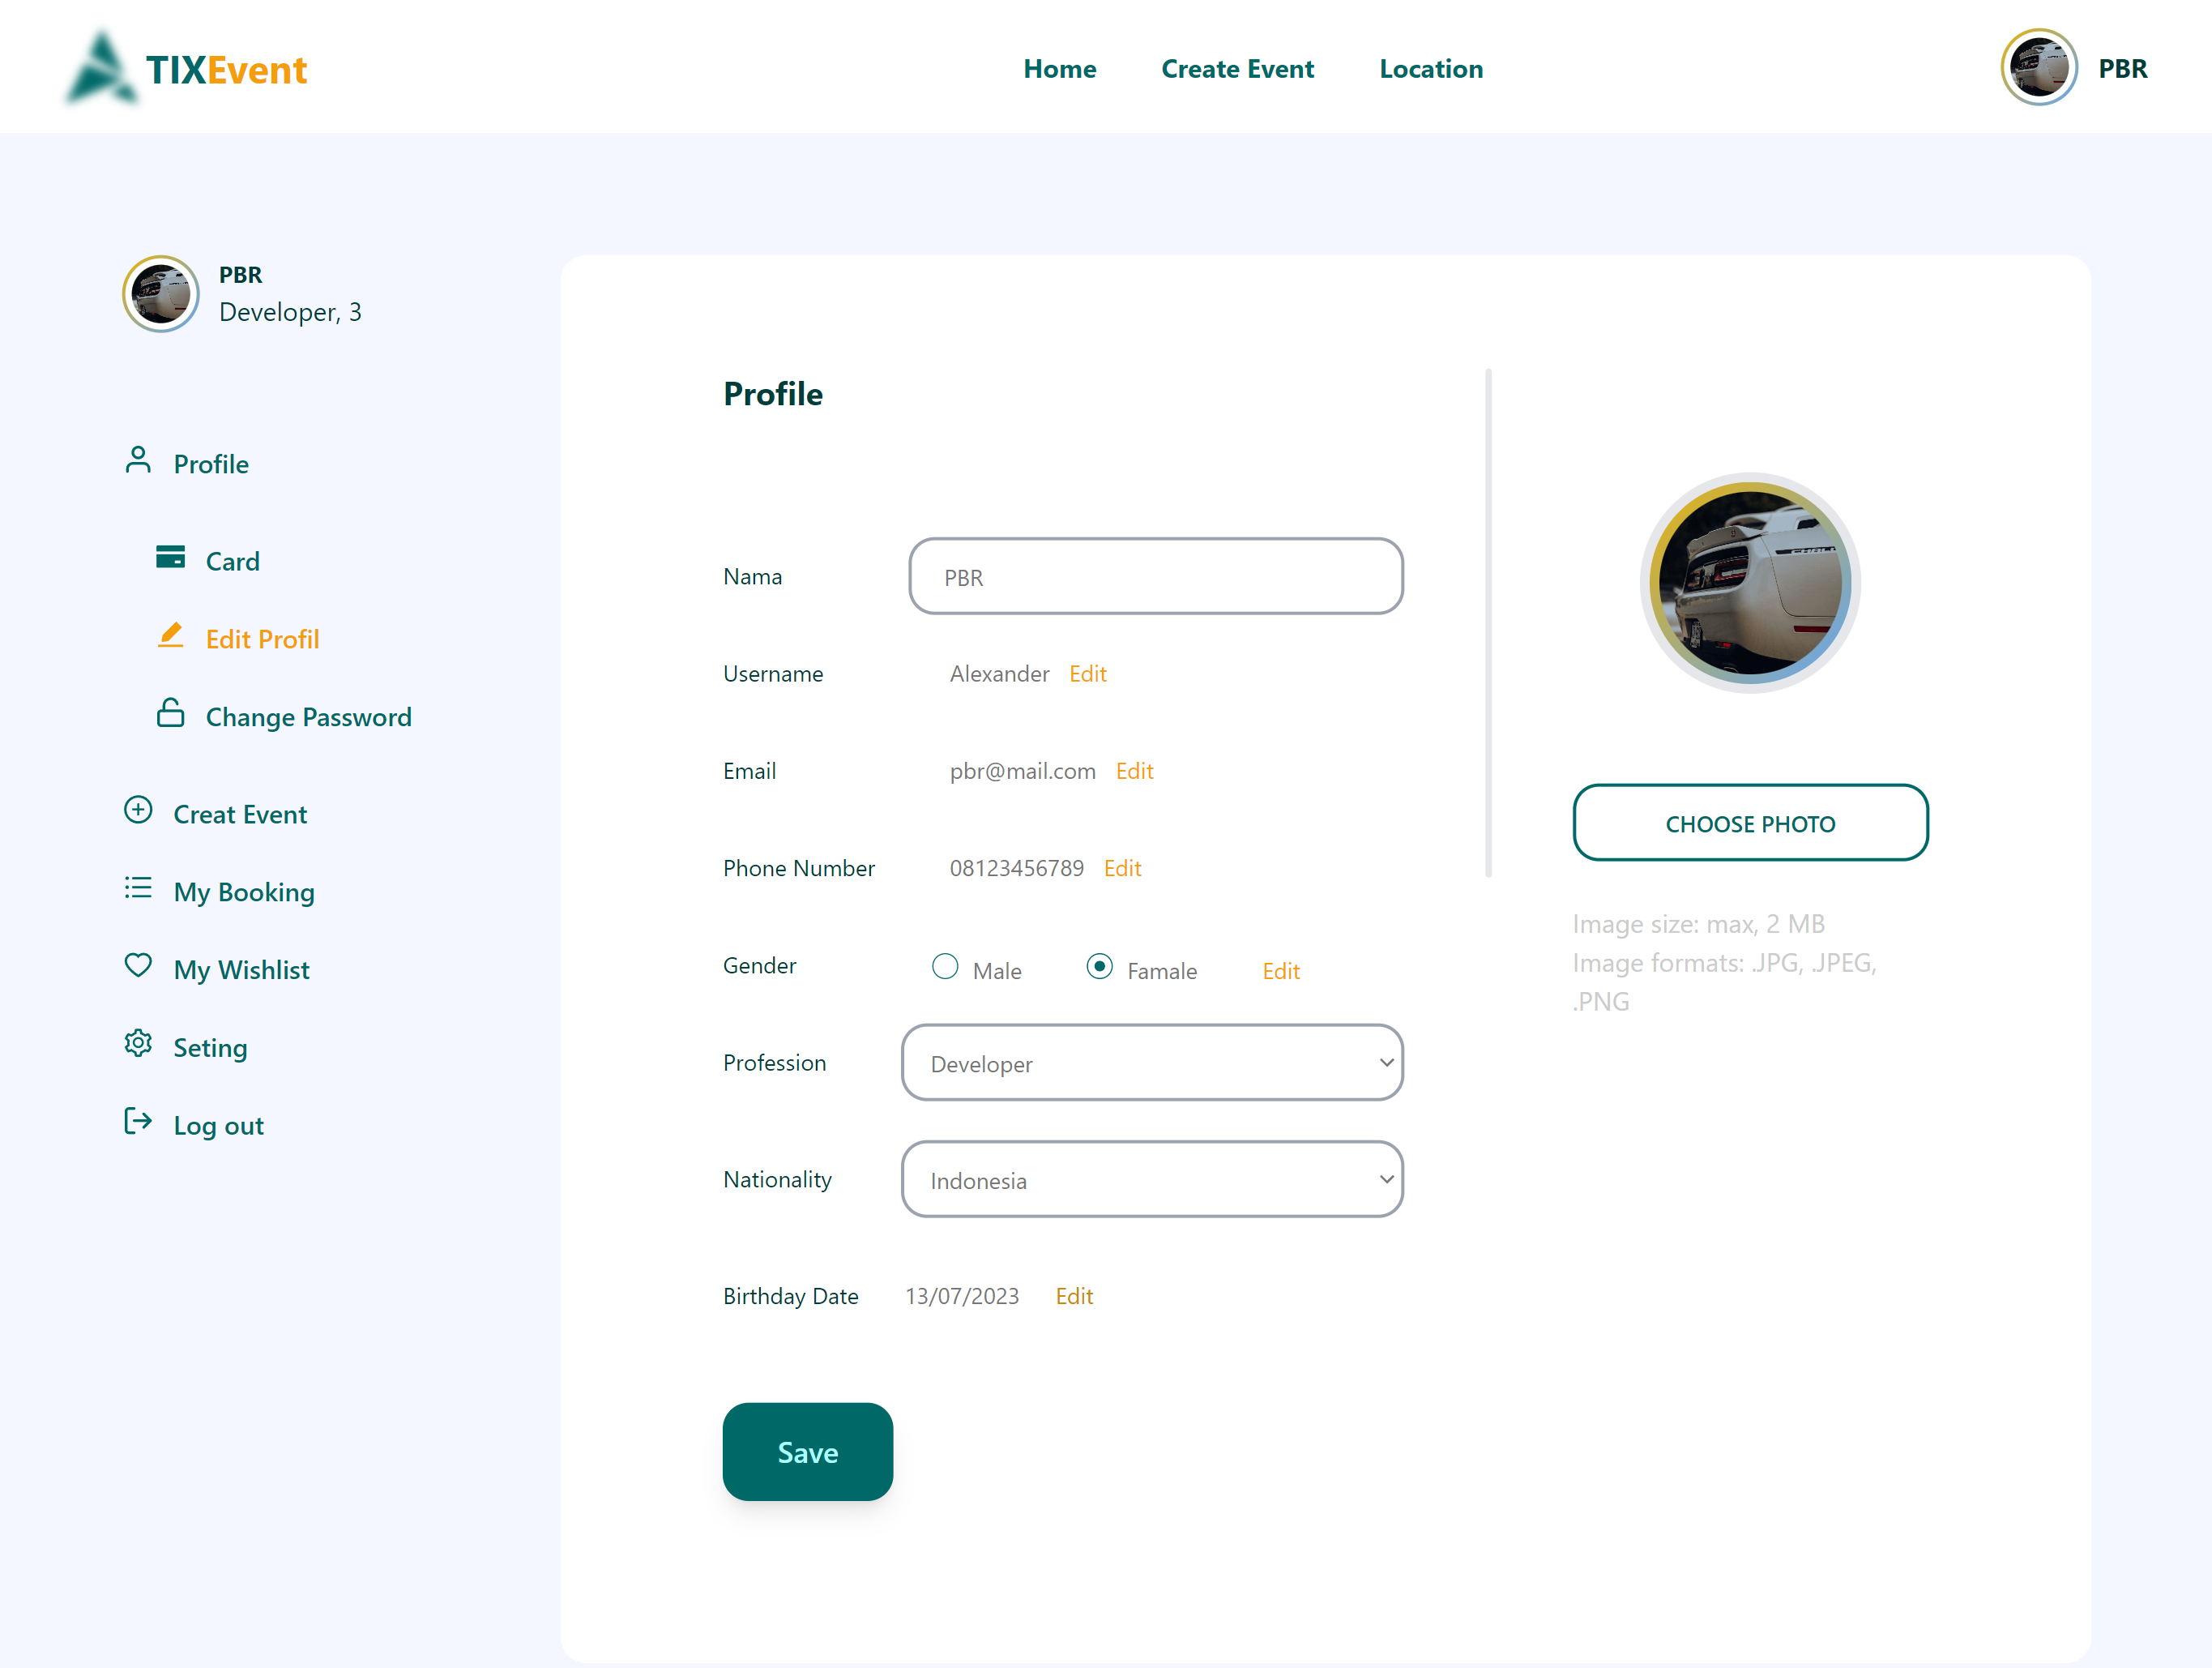 TIXEvent
Home Create Event Location
PBR
PBR
Developer, 3
Profile
Card
Edit Profil
Change Password
Creat Event
My Booking
My Wishlist
Seting
Log out
Profile
Nama PBR
Username Alexander Edit
Email pbr@mail.com Edit
Phone Number 08123456789 Edit
Gender Male Famale Edit
Profession Developer
Nationality Indonesia
Birthday Date 13/07/2023 Edit
Save
CHOOSE PHOTO
Image size: max, 2 MB
Image formats: .JPG, .JPEG,
.PNG